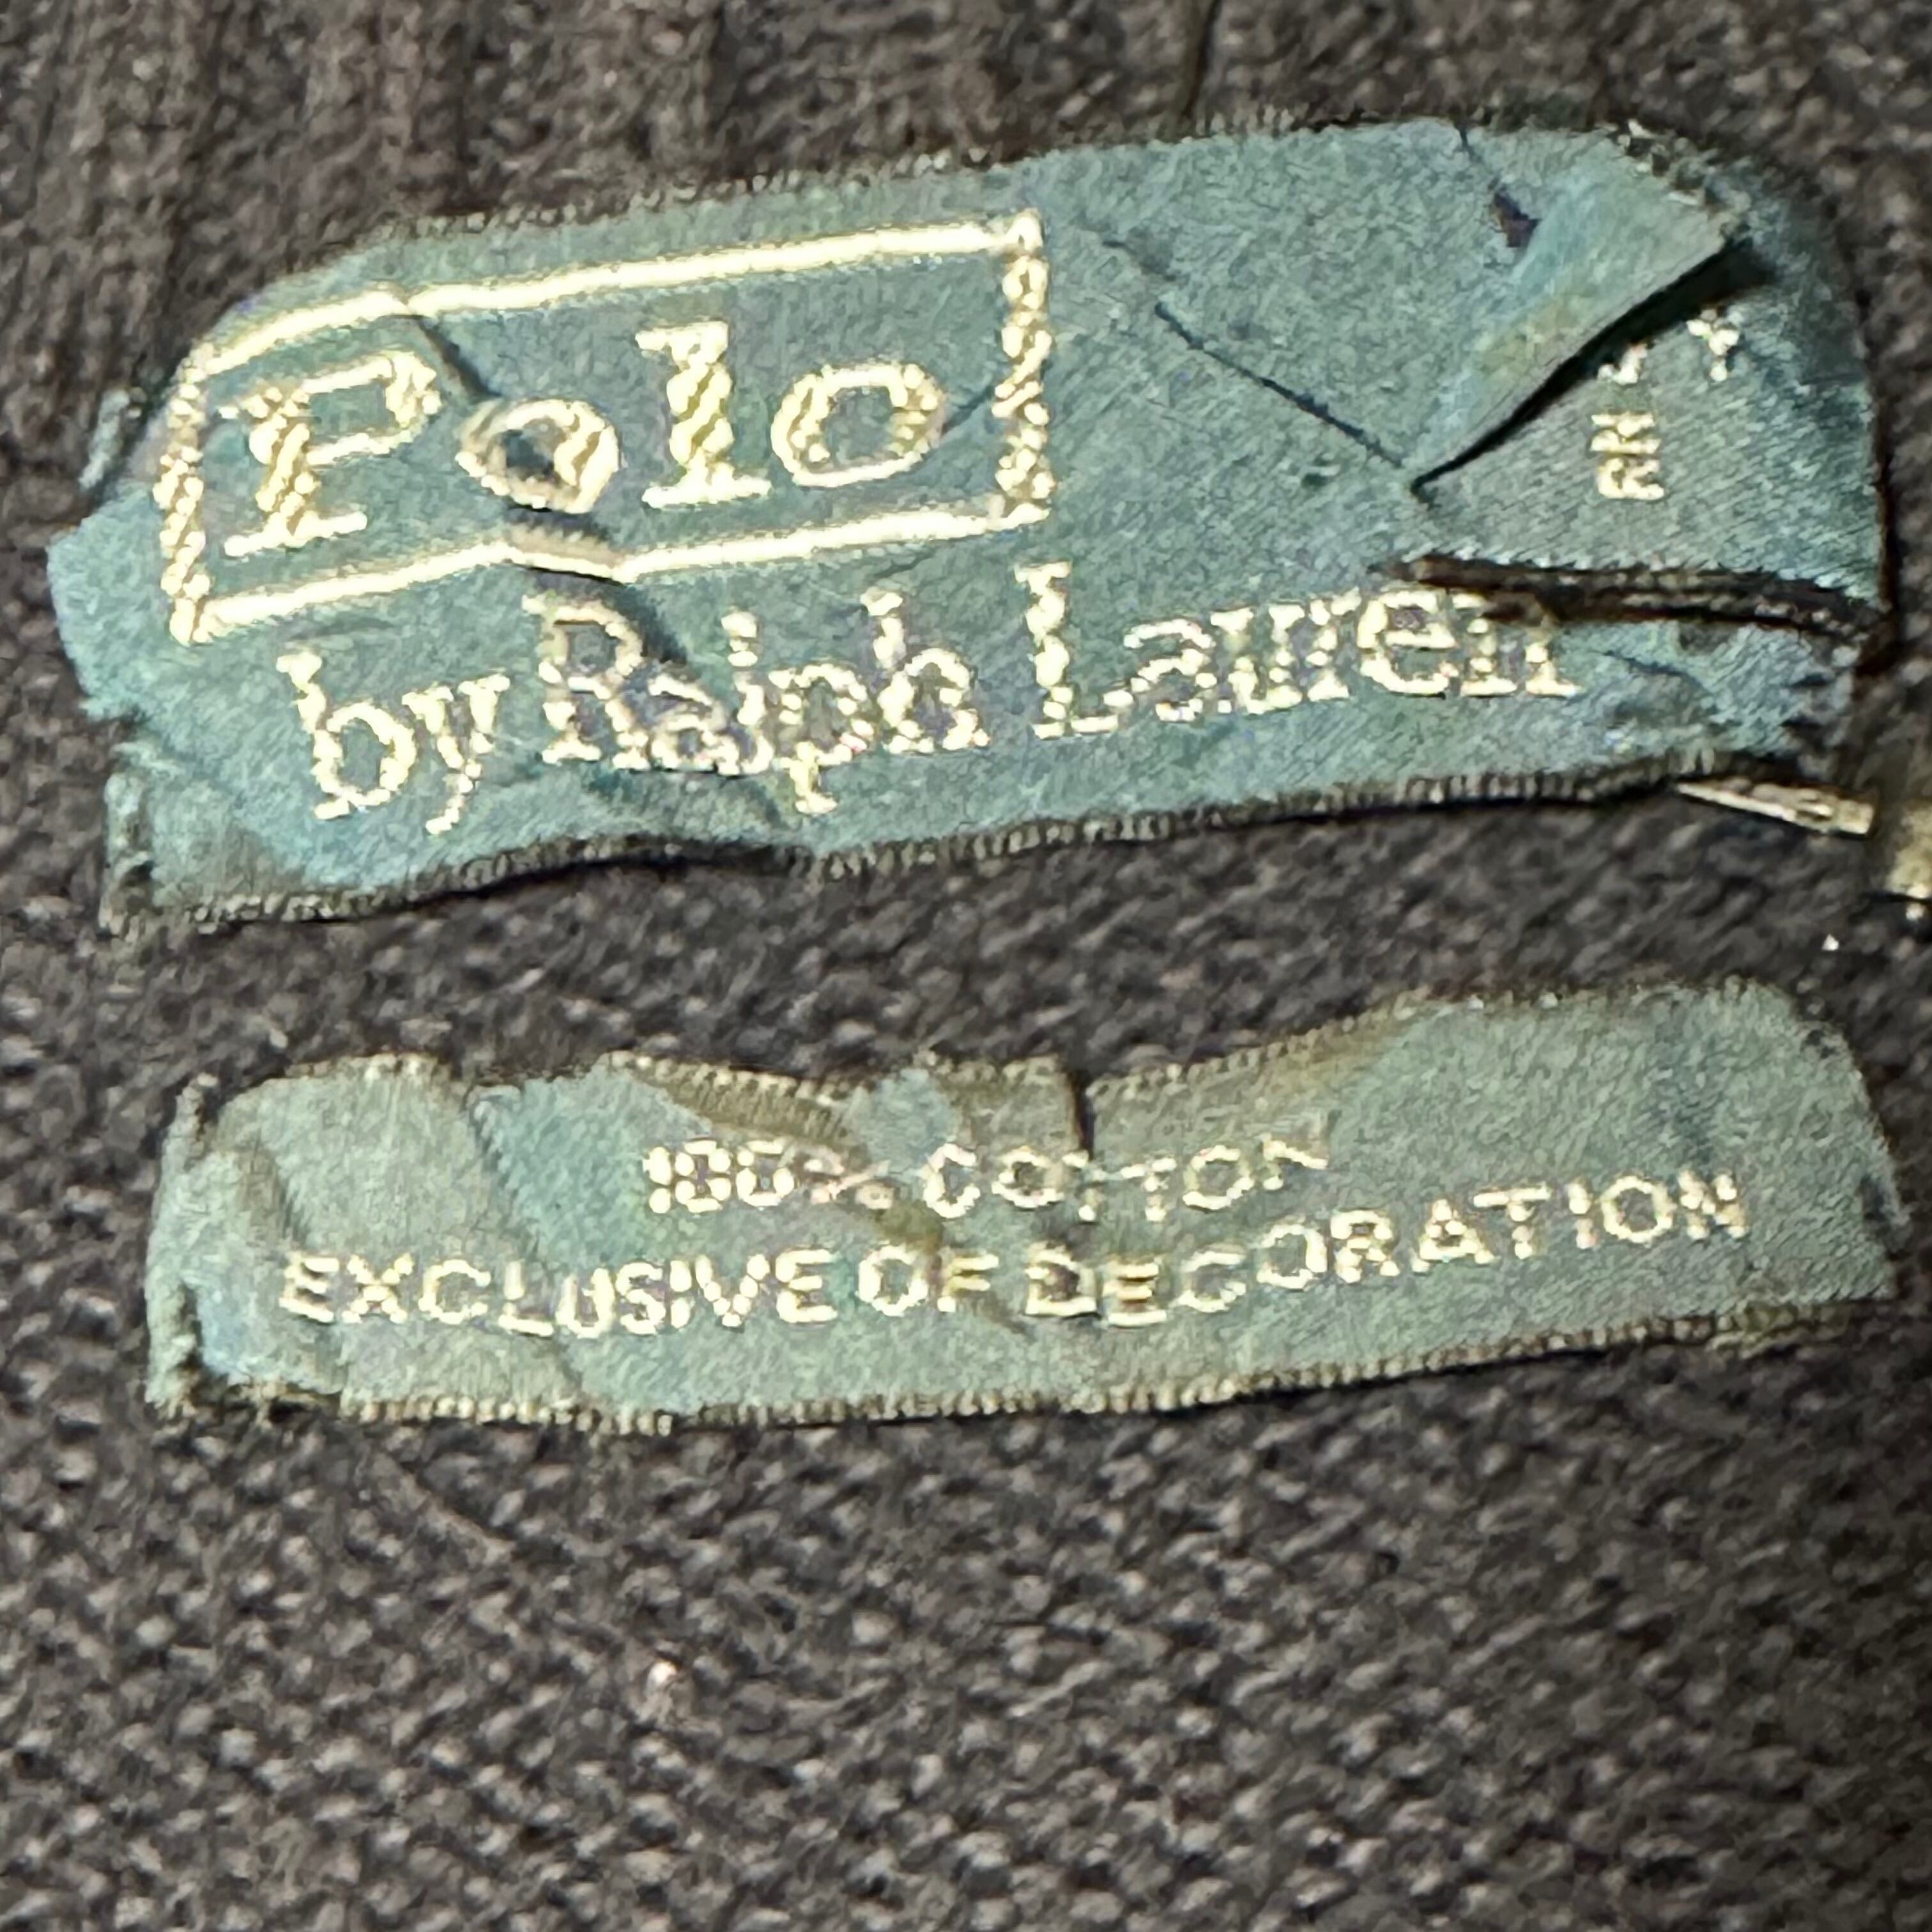 Polo
by Ralph Lauren
100% COTTON
EXCLUSIVE OF DECORATION